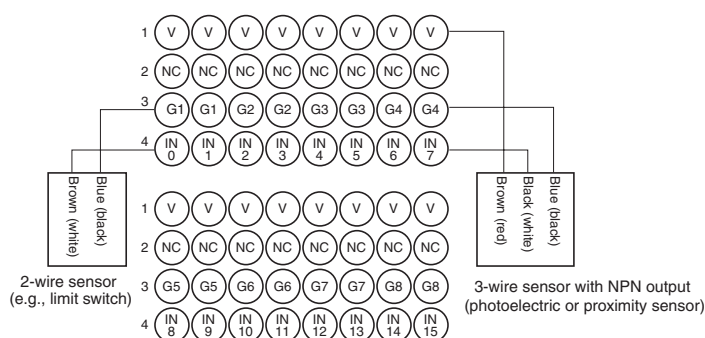 1 V V V V V V V V
2 NC NC NC NC NC NC NC NC
3 G1 G1 G2 G2 G3 G3 G4 G4
4 IN 0 IN 1 IN 2 IN 3 IN 4 IN 5 IN 6 IN 7
Brown (white)
Blue (black)
2-wire sensor
(e.g., limit switch)
Brown (red)
Black (white)
Blue (black)
3-wire sensor with NPN output
(photoelectric or proximity sensor)
1 V V V V V V V V
2 NC NC NC NC NC NC NC NC
3 G5 G5 G6 G6 G7 G7 G8 G8
4 IN 8 IN 9 IN 10 IN 11 IN 12 IN 13 IN 14 IN 15